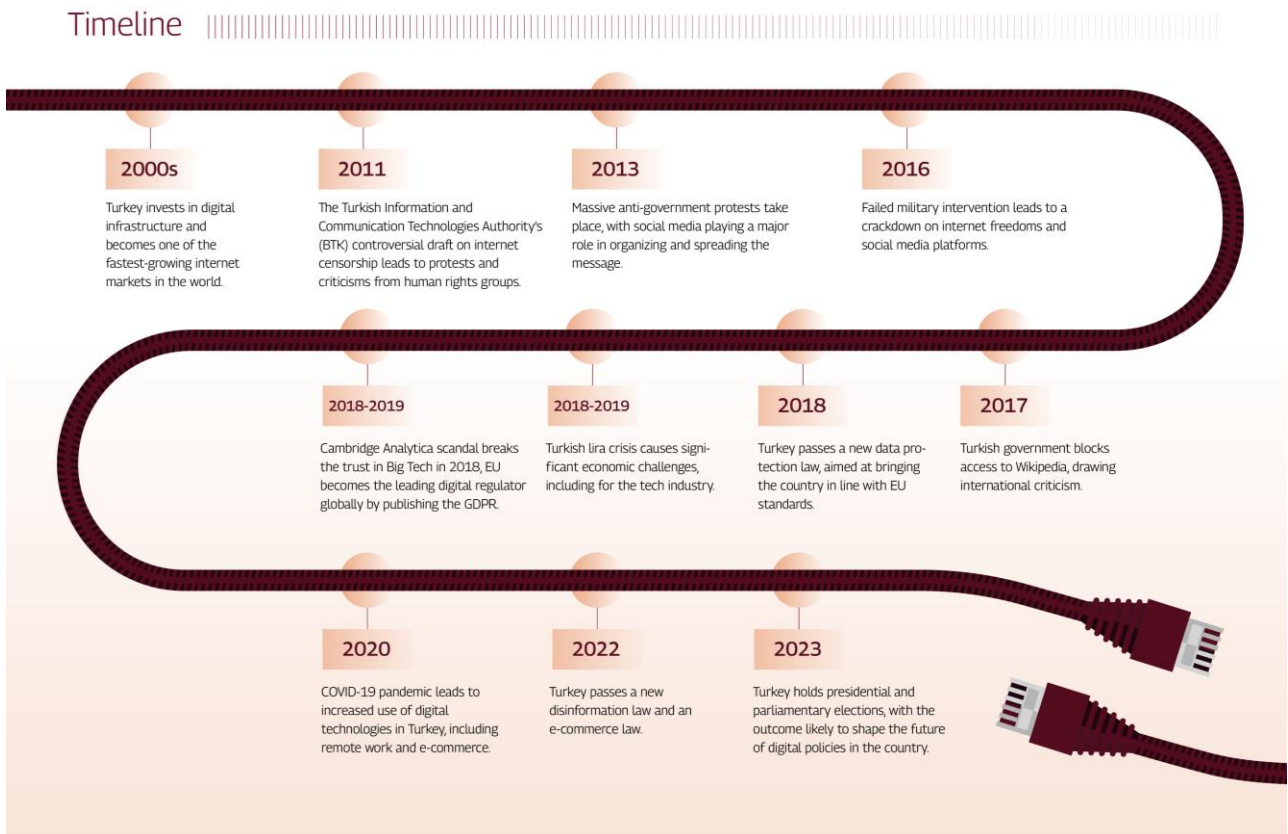 Timeline
2000s
Turkey invests in digital
infrastructure and
becomes one of the
fastest-growing internet
markets in the world.
2011
The Turkish Information and
Communication Technologies Authority's
(BTK) controversial draft on internet
censorship leads to protests and
criticisms from human rights groups.
2013
Massive anti-government protests take
place, with social media playing a major
role in organizing and spreading the
message.
2016
Failed military intervention leads to a
crackdown on internet freedoms and
social media platforms.
2018-2019
Cambridge Analytica scandal breaks
the trust in Big Tech in 2018, EU
becomes the leading digital regulator
globally by publishing the GDPR.
2018-2019
Turkish lira crisis causes signi-
ficant economic challenges,
including for the tech industry.
2018
Turkey passes a new data pro-
tection law, aimed at bringing
the country in line with EU
standards.
2017
Turkish government blocks
access to Wikipedia, drawing
international criticism.
2020
COVID-19 pandemic leads to
increased use of digital
technologies in Turkey, including
remote work and e-commerce.
2022
Turkey passes a new
disinformation law and an
e-commerce law.
2023
Turkey holds presidential and
parliamentary elections, with the
outcome likely to shape the future
of digital policies in the country.